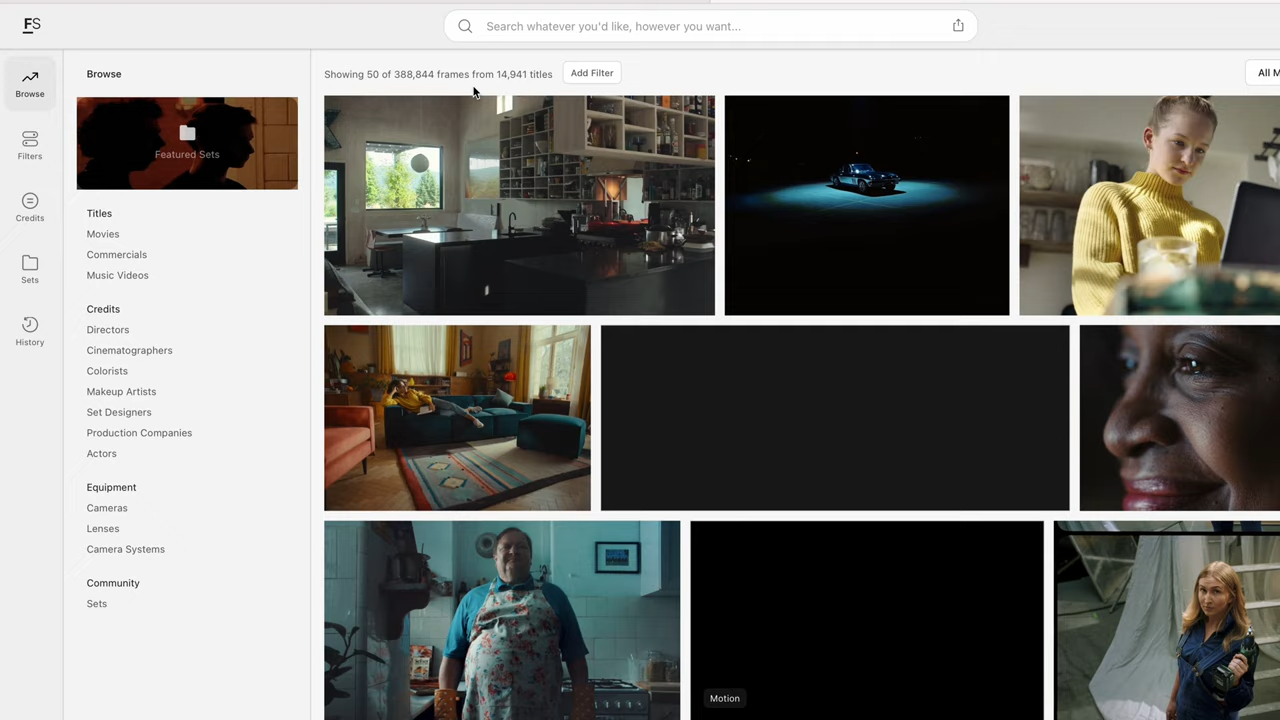 FS
Search whatever you'd like, however you want...
Browse
Filters
Credits
Sets
History
Browse
Featured Sets
Titles
Movies
Commercials
Music Videos
Credits
Directors
Cinematographers
Colorists
Makeup Artists
Set Designers
Production Companies
Actors
Equipment
Cameras
Lenses
Camera Systems
Community
Sets
Showing 50 of 388,844 frames from 14,941 titles
Add Filter
All M
Motion